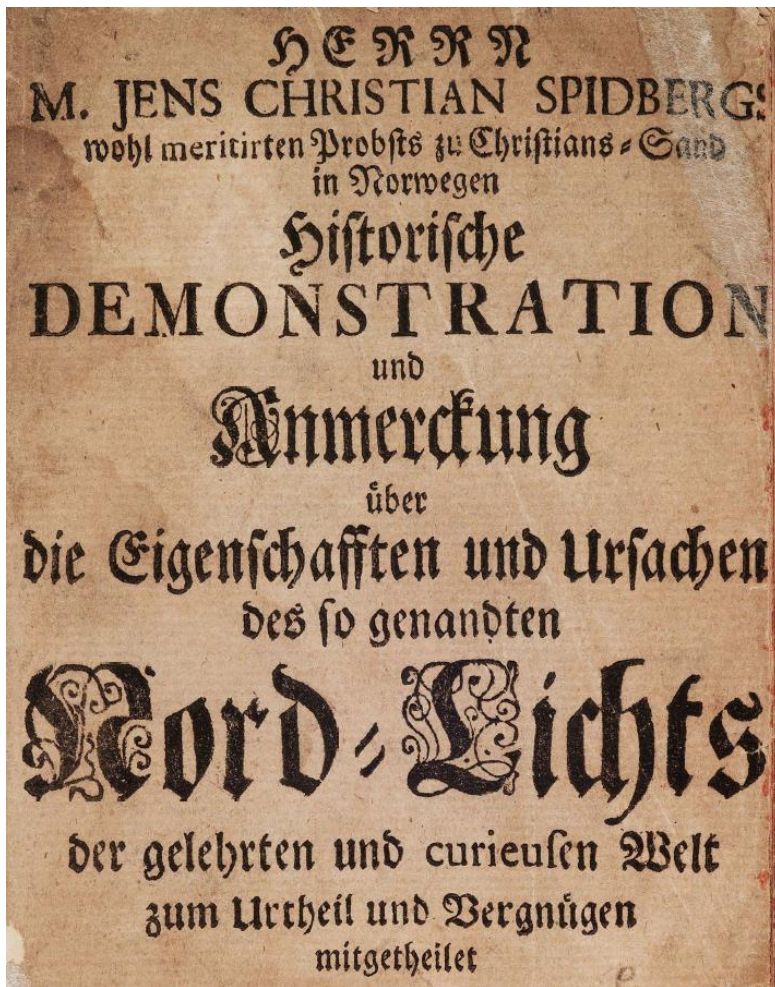 HERRN
M. JENS CHRISTIAN SPIDBERGS
wohl meritirten Probsts zu Christians-Sand
in Norwegen
Historische
DEMONSTRATION
und
Anmerckung
über
die Eigenschafften und Ursachen
des so genandten
Nord-Lichts
der gelehrten und curieusen Welt
zum Urtheil und Vergnügen
mitgetheilet